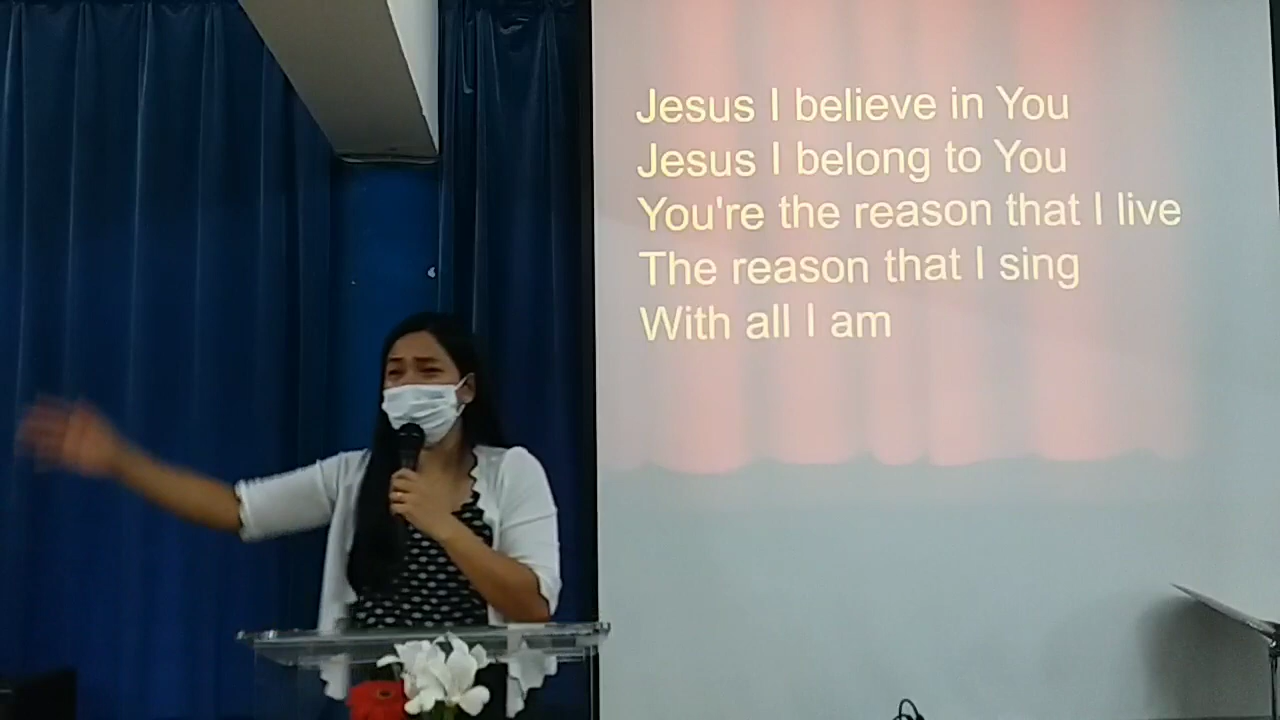 Jesus I believe in You
Jesus I belong to You
You're the reason that I live
The reason that I sing
With all I am